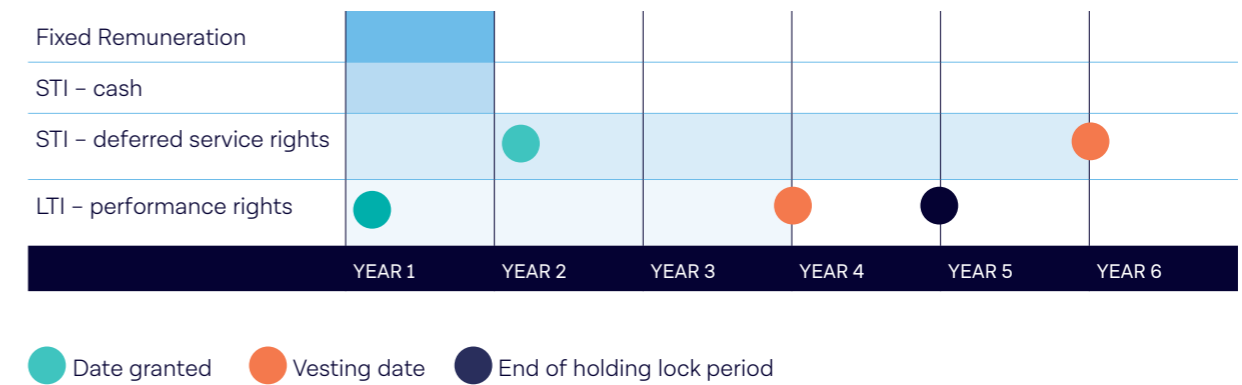 Fixed Remuneration
STI – cash
STI – deferred service rights
LTI – performance rights
YEAR 1 YEAR 2 YEAR 3 YEAR 4 YEAR 5 YEAR 6
Date granted Vesting date End of holding lock period